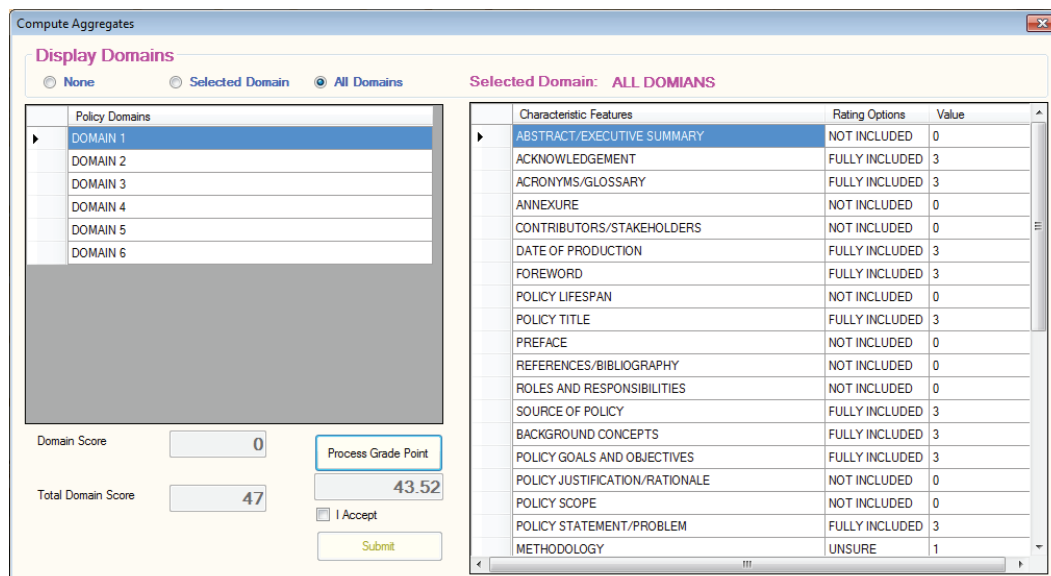 Compute Aggregates
Display Domains
None Selected Domain All Domains
Selected Domain: ALL DOMIANS
Policy Domains
DOMAIN 1
DOMAIN 2
DOMAIN 3
DOMAIN 4
DOMAIN 5
DOMAIN 6
Domain Score 0
Process Grade Point
Total Domain Score 47
43.52
I Accept
Submit
Characteristic Features Rating Options Value
ABSTRACT/EXECUTIVE SUMMARY NOT INCLUDED 0
ACKNOWLEDGEMENT FULLY INCLUDED 3
ACRONYMS/GLOSSARY FULLY INCLUDED 3
ANNEXURE NOT INCLUDED 0
CONTRIBUTORS/STAKEHOLDERS NOT INCLUDED 0
DATE OF PRODUCTION FULLY INCLUDED 3
FOREWORD FULLY INCLUDED 3
POLICY LIFESPAN NOT INCLUDED 0
POLICY TITLE FULLY INCLUDED 3
PREFACE NOT INCLUDED 0
REFERENCES/BIBLIOGRAPHY NOT INCLUDED 0
ROLES AND RESPONSIBILITIES NOT INCLUDED 0
SOURCE OF POLICY FULLY INCLUDED 3
BACKGROUND CONCEPTS FULLY INCLUDED 3
POLICY GOALS AND OBJECTIVES FULLY INCLUDED 3
POLICY JUSTIFICATION/RATIONALE NOT INCLUDED 0
POLICY SCOPE NOT INCLUDED 0
POLICY STATEMENT/PROBLEM FULLY INCLUDED 3
METHODOLOGY UNSURE 1